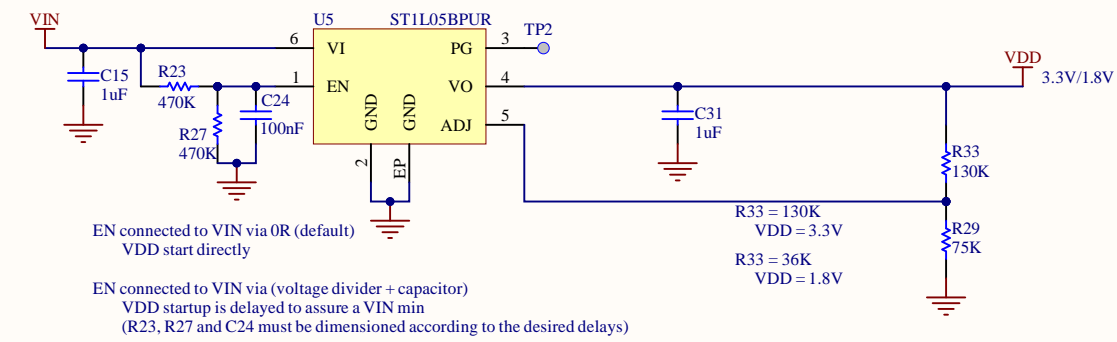 VIN
U5 ST1L05BPUR
TP2
6 VI PG 3
VDD
3.3V/1.8V
C15
1uF
R23
470K
1 EN VO 4
C24
100nF
R27
470K
GND GND
ADJ 5
C31
1uF
2 EP
R33
130K
R33 = 130K
VDD = 3.3V
R29
75K
R33 = 36K
VDD = 1.8V
EN connected to VIN via 0R (default)
VDD start directly
EN connected to VIN via (voltage divider + capacitor)
VDD startup is delayed to assure a VIN min
(R23, R27 and C24 must be dimensioned according to the desired delays)